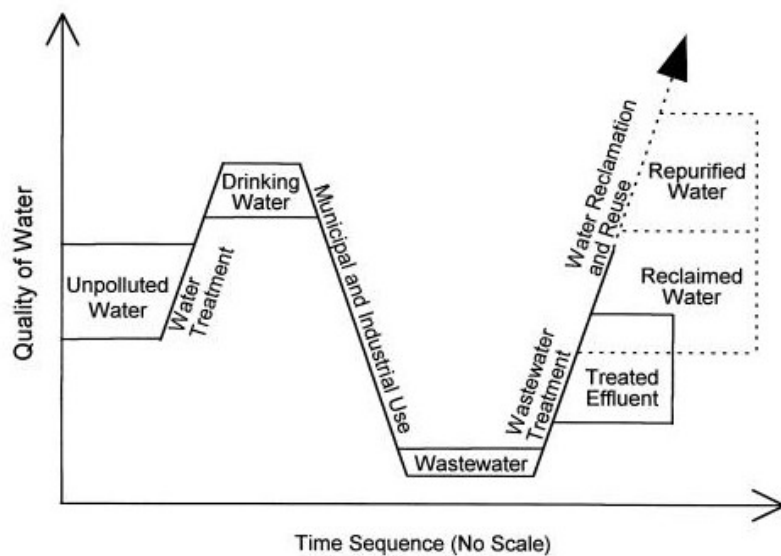 Quality of Water
Unpolluted
Water
Water
Treatment
Drinking
Water
Municipal and Industrial Use
Wastewater
Wastewater
Treatment
Water Reclamation
and Reuse
Repurified
Water
Reclaimed
Water
Treated
Effluent
Time Sequence (No Scale)